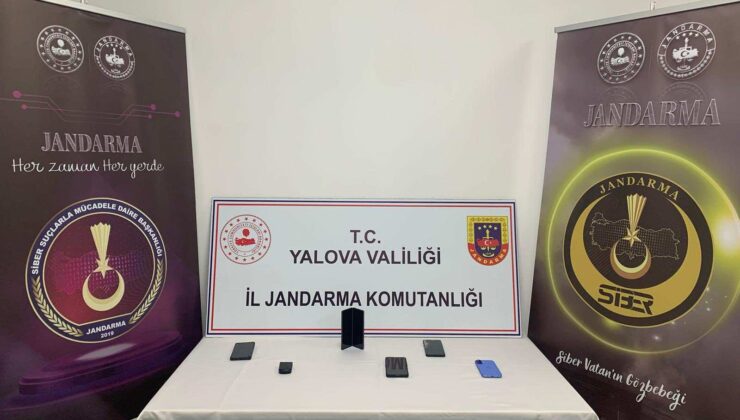 JANDARMA
Her zaman Her yerde
SİBER SUÇLARLA MÜCADELE DAİRE BAŞKANLIĞI
JANDARMA
2019
T.C.
YALOVA VALİLİĞİ
İL JANDARMA KOMUTANLIĞI
JANDARMA
JANDARMA
JANDARMA
SİBER
Siber Vatan'ın Gözbebeği